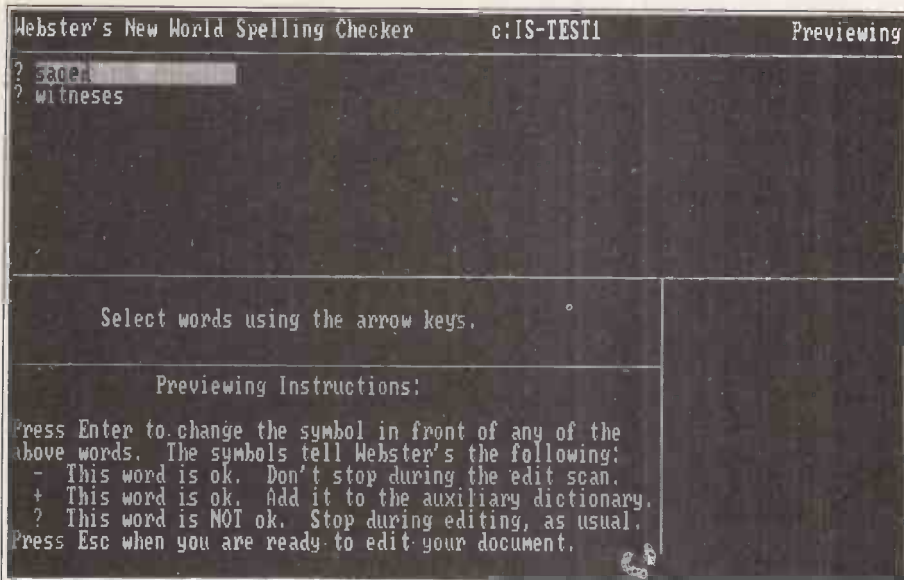 Webster's New World Spelling Checker c:IS-TEST1 Previewing
?
? witneses
Select words using the arrow keys.
Previewing Instructions:
Press Enter to change the symbol in front of any of the
above words. The symbols tell Webster's the following:
- This word is ok. Don't stop during the edit scan.
+ This word is ok. Add it to the auxiliary dictionary.
? This word is NOT ok. Stop during editing, as usual.
Press Esc when you are ready to edit your document.